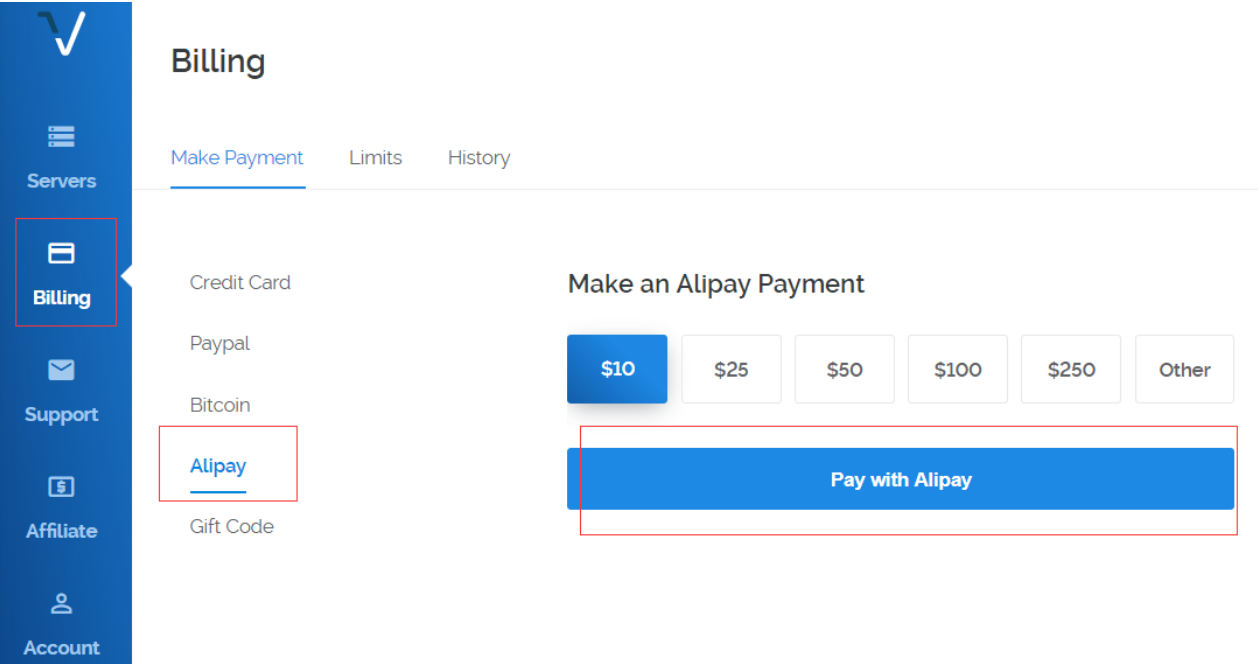 Billing
Make Payment Limits History
Servers
Billing
Support
Affiliate
Account
Credit Card
Paypal
Bitcoin
Alipay
Gift Code
Make an Alipay Payment
$10 $25 $50 $100 $250 Other
Pay with Alipay